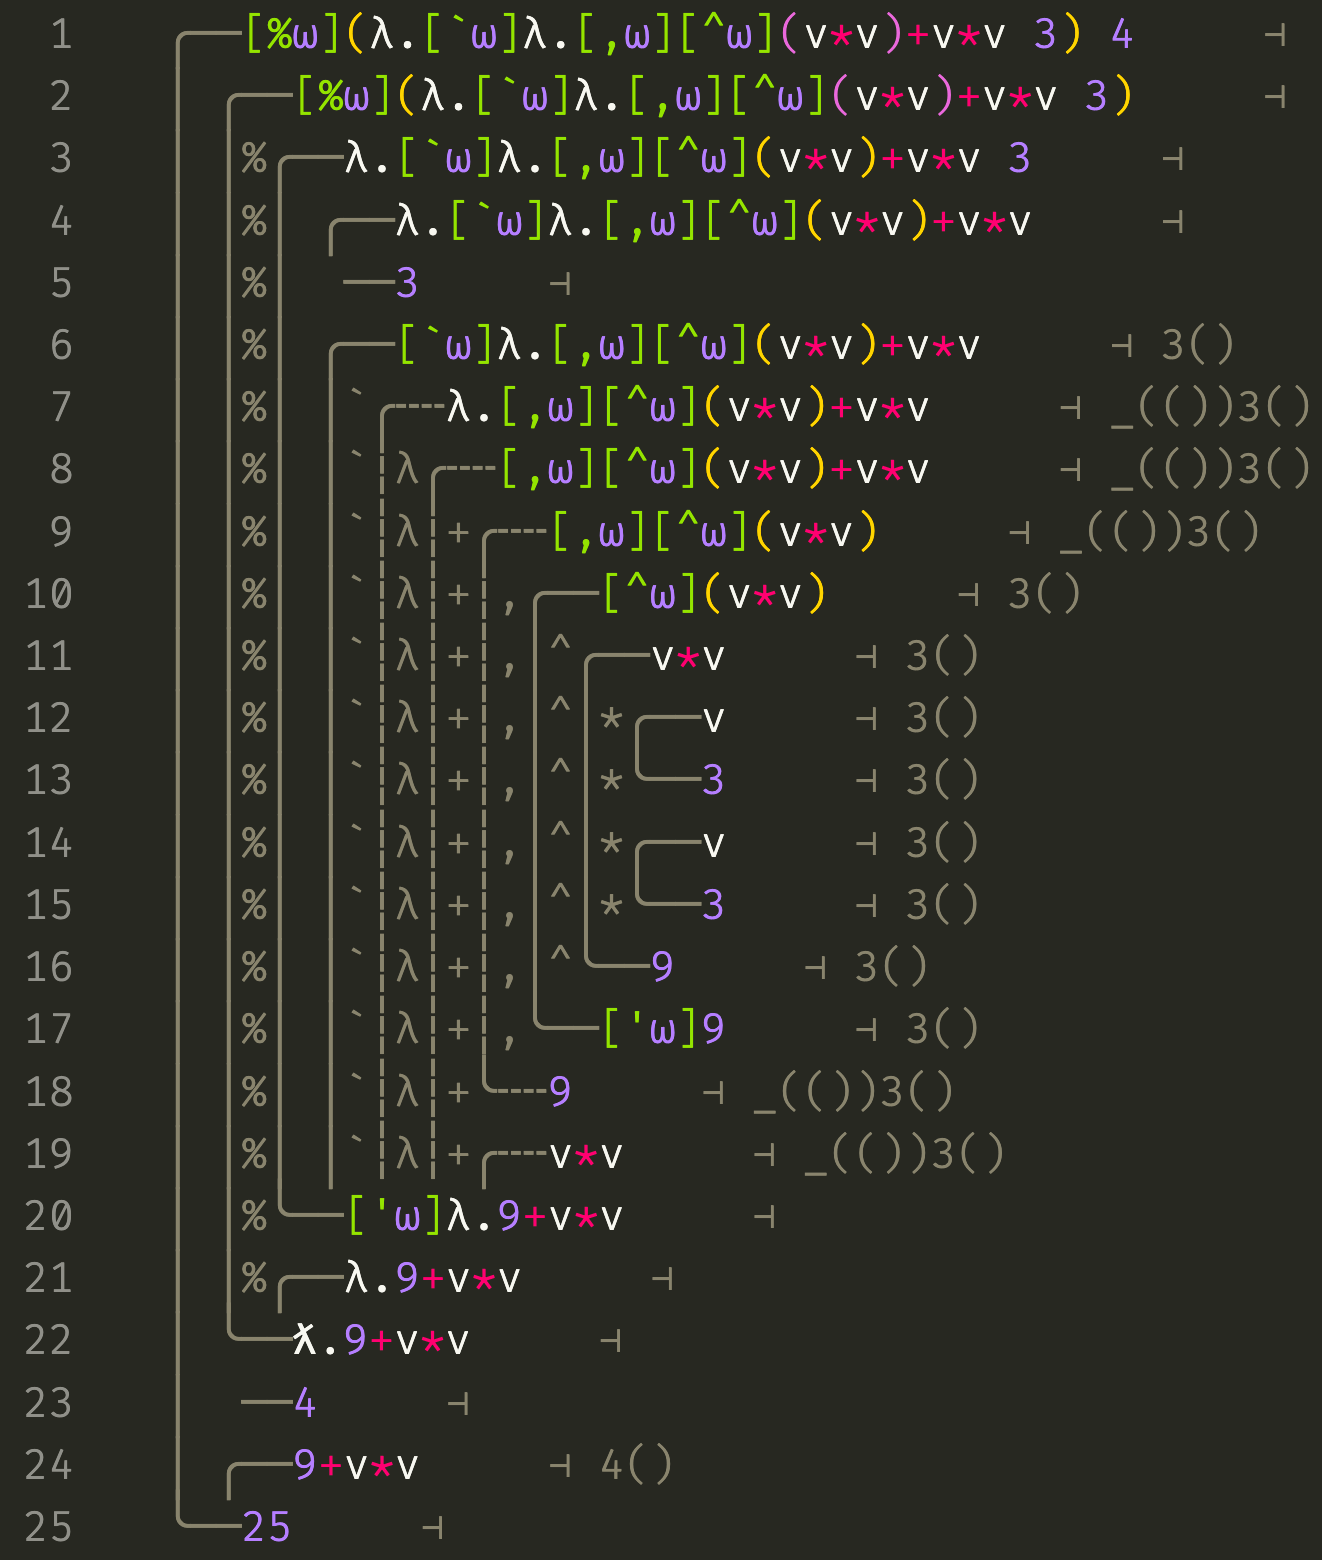 1 [%ω](λ.[`ω]λ.[,ω][^ω](v*v)+v*v 3) 4 ⊣
2 [%ω](λ.[`ω]λ.[,ω][^ω](v*v)+v*v 3) ⊣
3 % λ.[`ω]λ.[,ω][^ω](v*v)+v*v 3 ⊣
4 % λ.[`ω]λ.[,ω][^ω](v*v)+v*v ⊣
5 % 3 ⊣
6 % [`ω]λ.[,ω][^ω](v*v)+v*v ⊣ 3()
7 % ` λ.[,ω][^ω](v*v)+v*v ⊣ _(())3()
8 % ` λ [,ω][^ω](v*v)+v*v ⊣ _(())3()
9 % ` λ + [,ω][^ω](v*v) ⊣ _(())3()
10 % ` λ + , [^ω](v*v) ⊣ 3()
11 % ` λ + , ^ v*v ⊣ 3()
12 % ` λ + , ^ * v ⊣ 3()
13 % ` λ + , ^ * 3 ⊣ 3()
14 % ` λ + , ^ * v ⊣ 3()
15 % ` λ + , ^ * 3 ⊣ 3()
16 % ` λ + , ^ 9 ⊣ 3()
17 % ` λ + , ['ω]9 ⊣ 3()
18 % ` λ + 9 ⊣ _(())3()
19 % ` λ + v*v ⊣ _(())3()
20 % ['ω]λ.9+v*v ⊣
21 % λ.9+v*v ⊣
22 ƛ.9+v*v ⊣
23 4 ⊣
24 9+v*v ⊣ 4()
25 25 ⊣